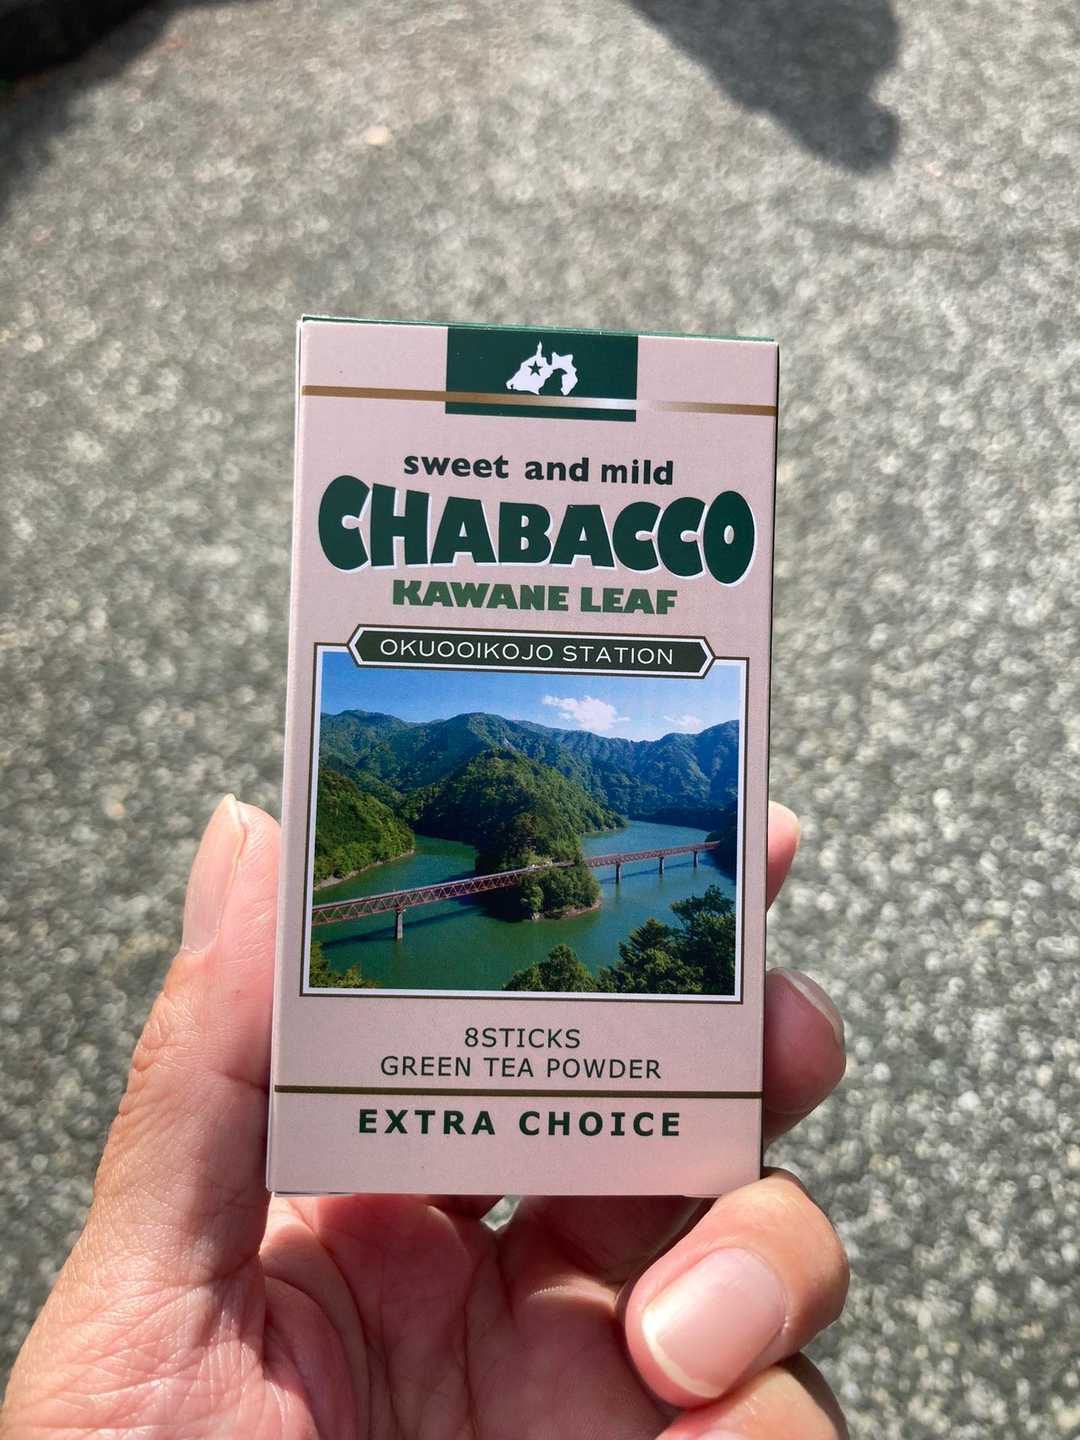 sweet and mild
CHABACCO
KAWANE LEAF
OKUOOIKOJO STATION
8STICKS
GREEN TEA POWDER
EXTRA CHOICE